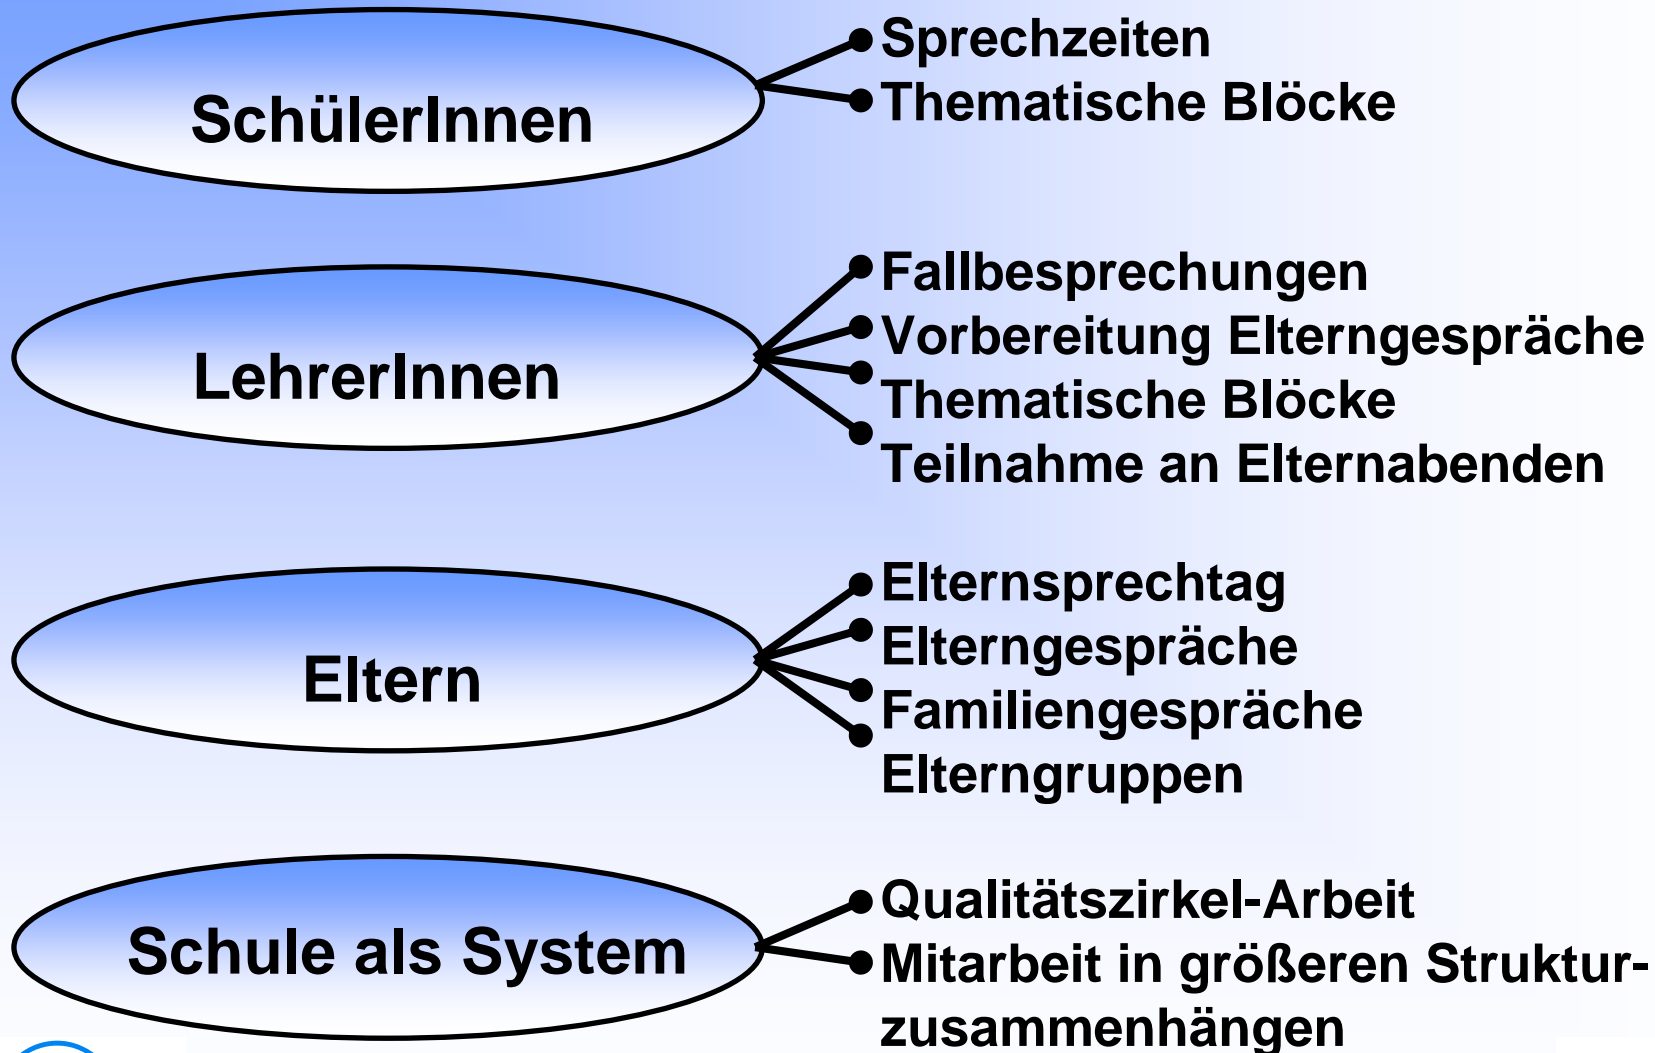 SchülerInnen
Sprechzeiten
Thematische Blöcke
LehrerInnen
Fallbesprechungen
Vorbereitung Elterngespräche
Thematische Blöcke
Teilnahme an Elternabenden
Eltern
Elternsprechtag
Elterngespräche
Familiengespräche
Elterngruppen
Schule als System
Qualitätszirkel-Arbeit
Mitarbeit in größeren Struktur-
zusammenhängen